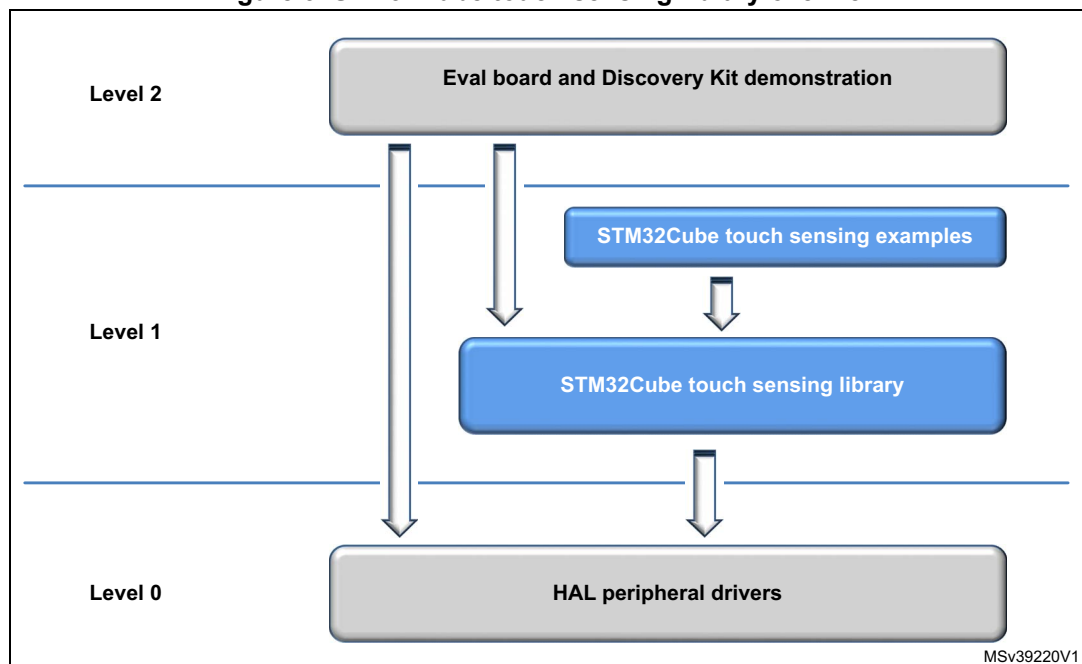 Eval board and Discovery Kit demonstration
Level 2
STM32Cube touch sensing examples
Level 1
STM32Cube touch sensing library
Level 0
HAL peripheral drivers
MSv39220V1